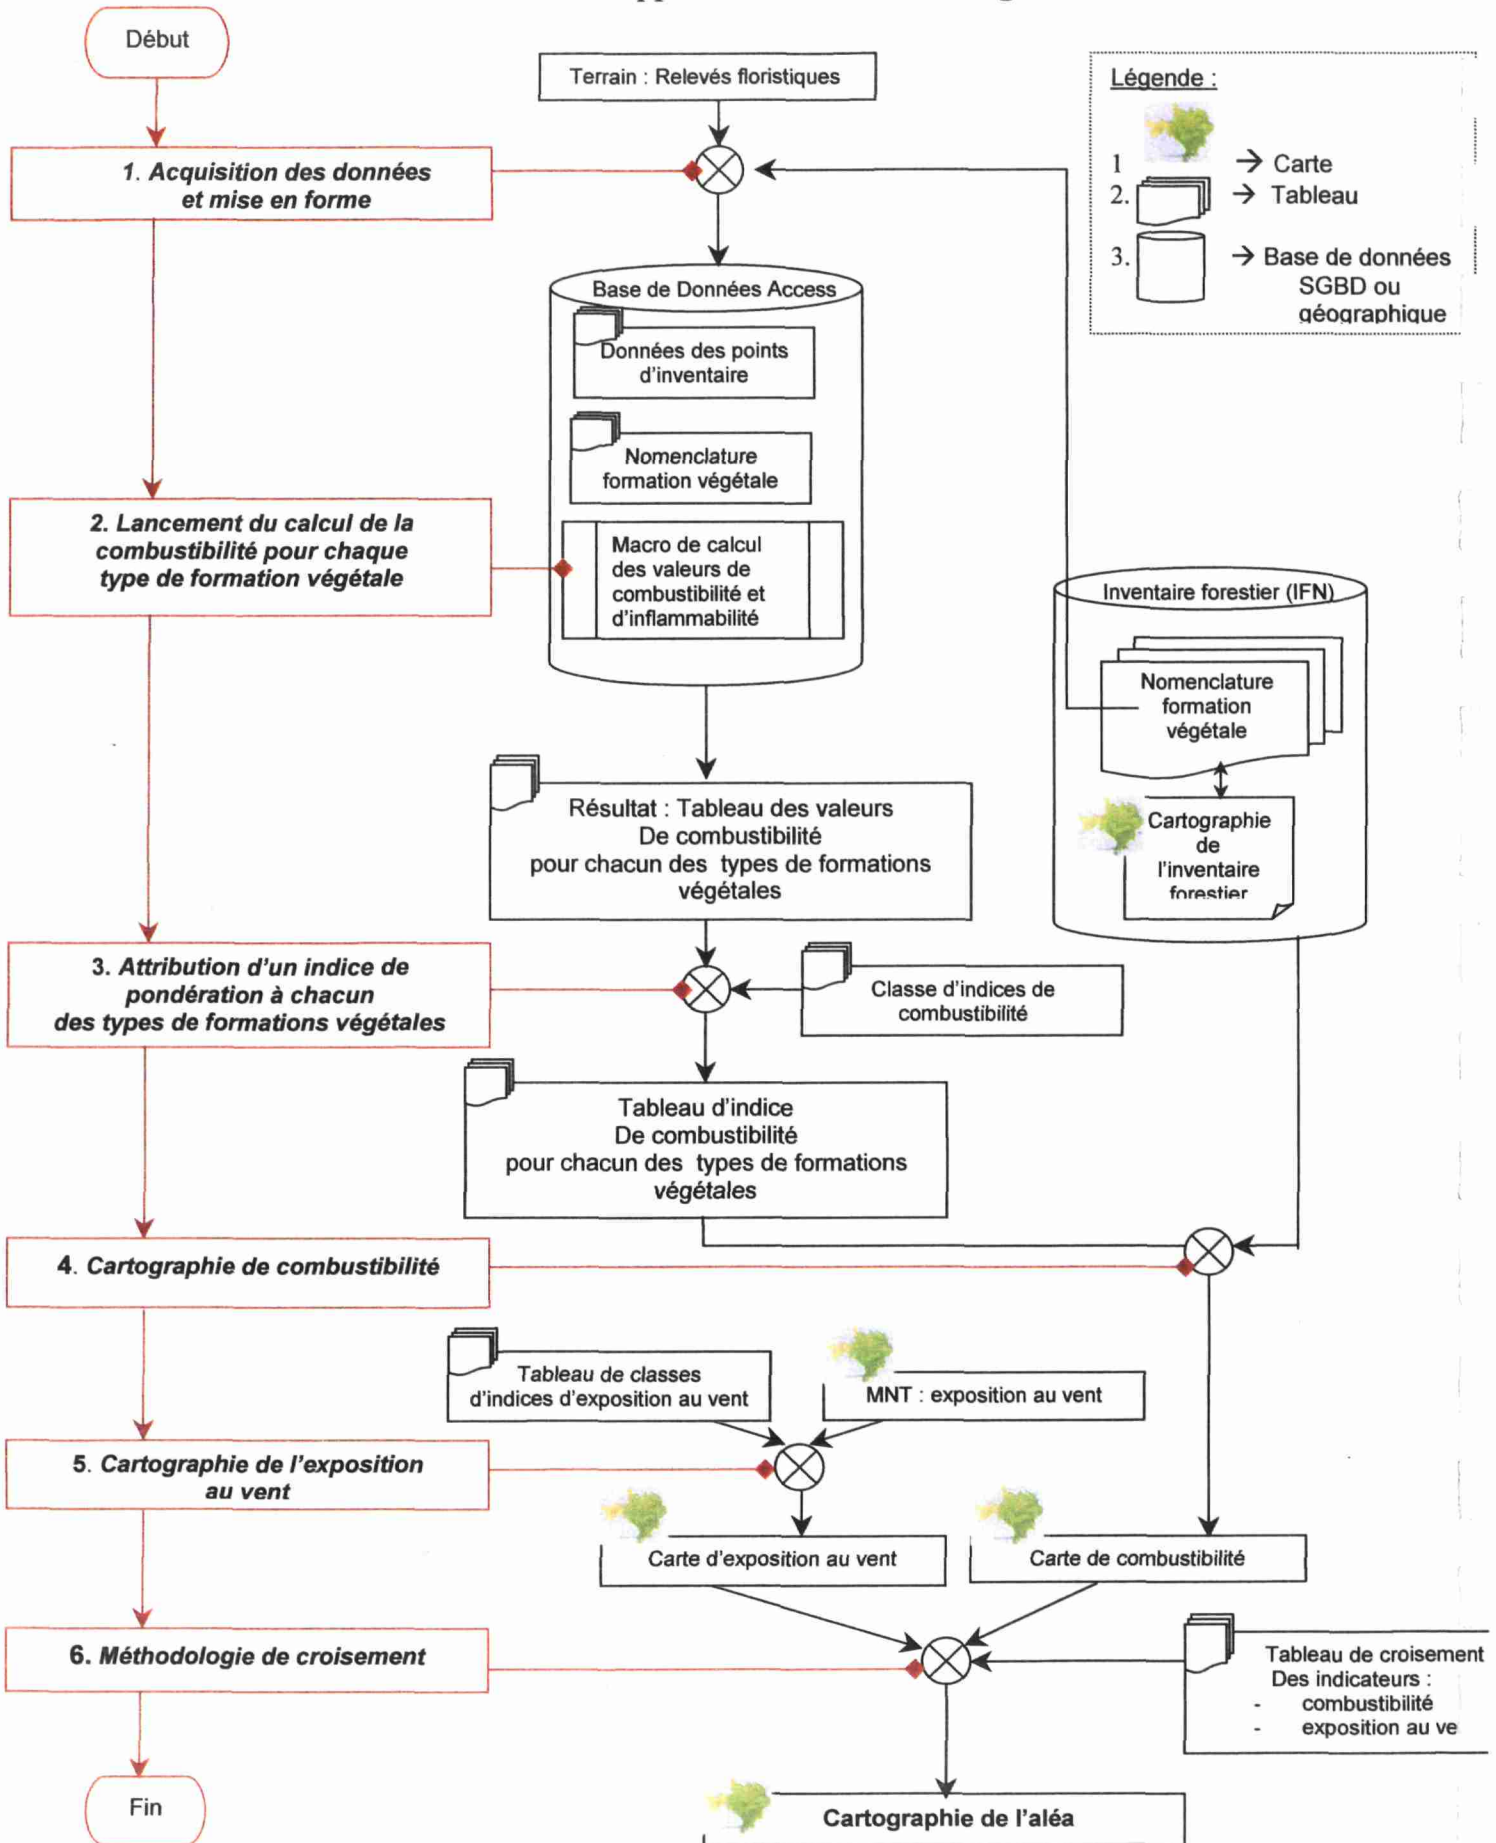 Début
Terrain : Relevés floristiques
Légende :
1 → Carte
2. → Tableau
3. → Base de données
SGBD ou
géographique
1. Acquisition des données
et mise en forme
Base de Données Access
Données des points
d'inventaire
Nomenclature
formation végétale
2. Lancement du calcul de la
combustibilité pour chaque
type de formation végétale
Macro de calcul
des valeurs de
combustibilité et
d'inflammabilité
Inventaire forestier (IFN)
Nomenclature
formation
végétale
Cartographie
de
l'inventaire
forestier
Résultat : Tableau des valeurs
De combustibilité
pour chacun des types de formations
végétales
3. Attribution d'un indice de
pondération à chacun
des types de formations végétales
Classe d'indices de
combustibilité
Tableau d'indice
De combustibilité
pour chacun des types de formations
végétales
4. Cartographie de combustibilité
Tableau de classes
d'indices d'exposition au vent
MNT : exposition au vent
5. Cartographie de l'exposition
au vent
Carte d'exposition au vent
Carte de combustibilité
6. Méthodologie de croisement
Tableau de croisement
Des indicateurs :
- combustibilité
- exposition au ve
Fin
Cartographie de l'aléa